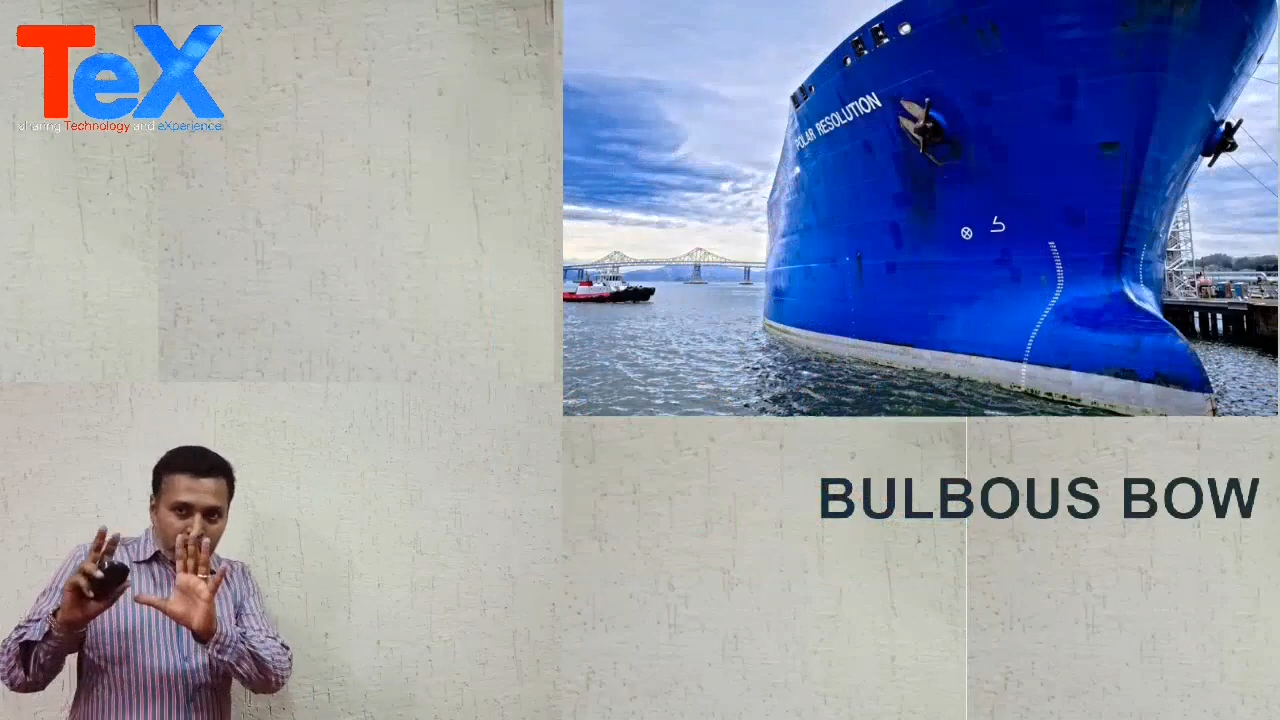 TeX
sharing Technology and eXperience
POLAR RESOLUTION
BULBOUS BOW